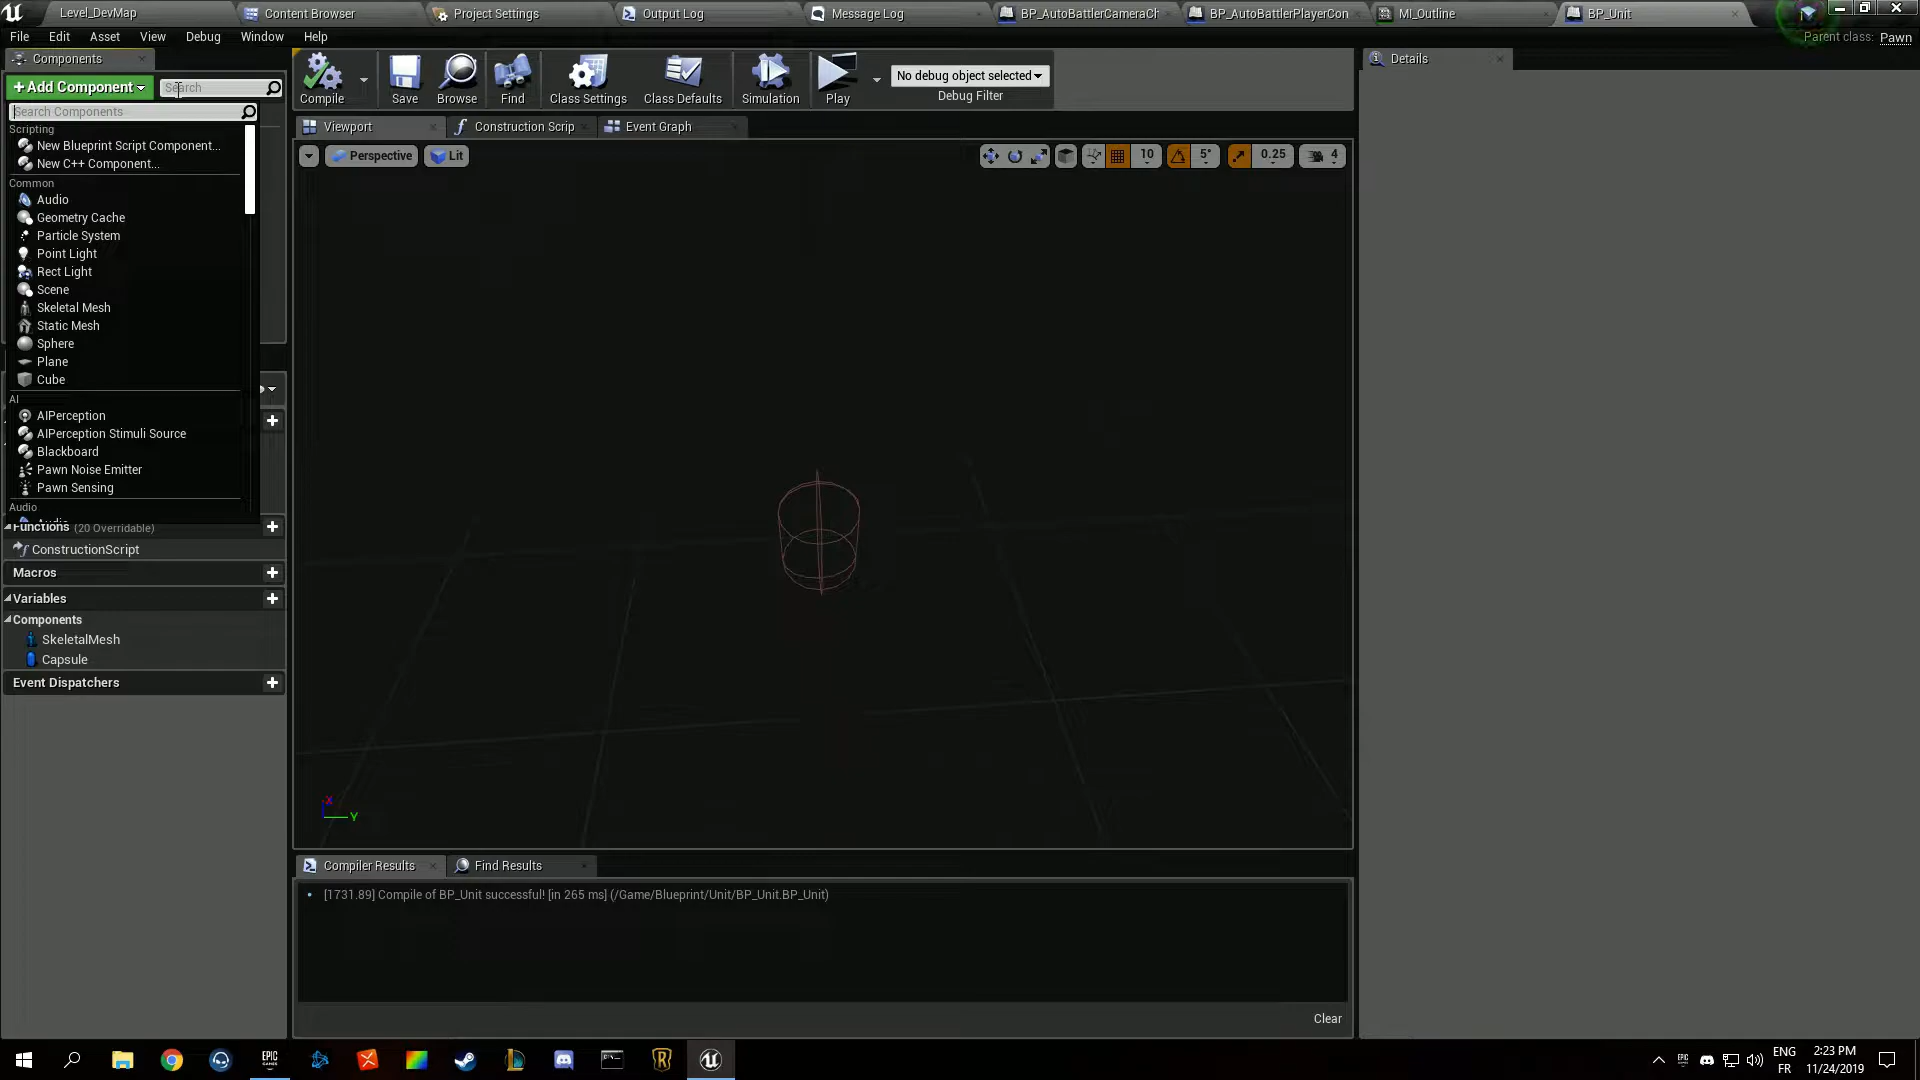 Level_DevMap
Content Browser
Project Settings
Output Log
Message Log
BP_AutoBattlerCameraCh
BP_AutoBattlerPlayerCon
MI_Outline
BP_Unit
File Edit Asset View Debug Window Help
Parent class: Pawn
Components
+Add Component
Search
Search Components
Scripting
New Blueprint Script Component...
New C++ Component...
Common
Audio
Geometry Cache
Particle System
Point Light
Rect Light
Scene
Skeletal Mesh
Static Mesh
Sphere
Plane
Cube
AI
AIPerception
AIPerception Stimuli Source
Blackboard
Pawn Noise Emitter
Pawn Sensing
Audio
Functions (20 Overridable)
ConstructionScript
Macros
Variables
Components
SkeletalMesh
Capsule
Event Dispatchers
Compile
Save
Browse
Find
Class Settings
Class Defaults
Simulation
Play
No debug object selected
Debug Filter
Viewport
Construction Scrip
Event Graph
Perspective
Lit
10
5°
0.25
4
X
Y
Compiler Results
Find Results
[1731.89] Compile of BP_Unit successful! [in 265 ms] (/Game/Blueprint/Unit/BP_Unit.BP_Unit)
Clear
Details
EPIC GAMES
ENG
FR
2:23 PM
11/24/2019